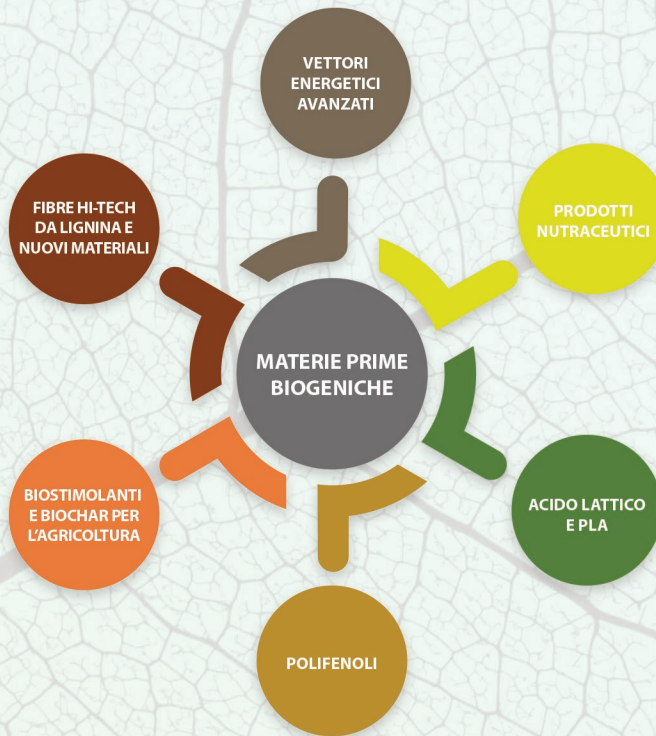 VETTORI
ENERGETICI
AVANZATI
PRODOTTI
NUTRACEUTICI
FIBRE HI-TECH
DA LIGNINA E
NUOVI MATERIALI
MATERIE PRIME
BIOGENICHE
BIOSTIMOLANTI
E BIOCHAR PER
L'AGRICOLTURA
ACIDO LATTICO
E PLA
POLIFENOLI